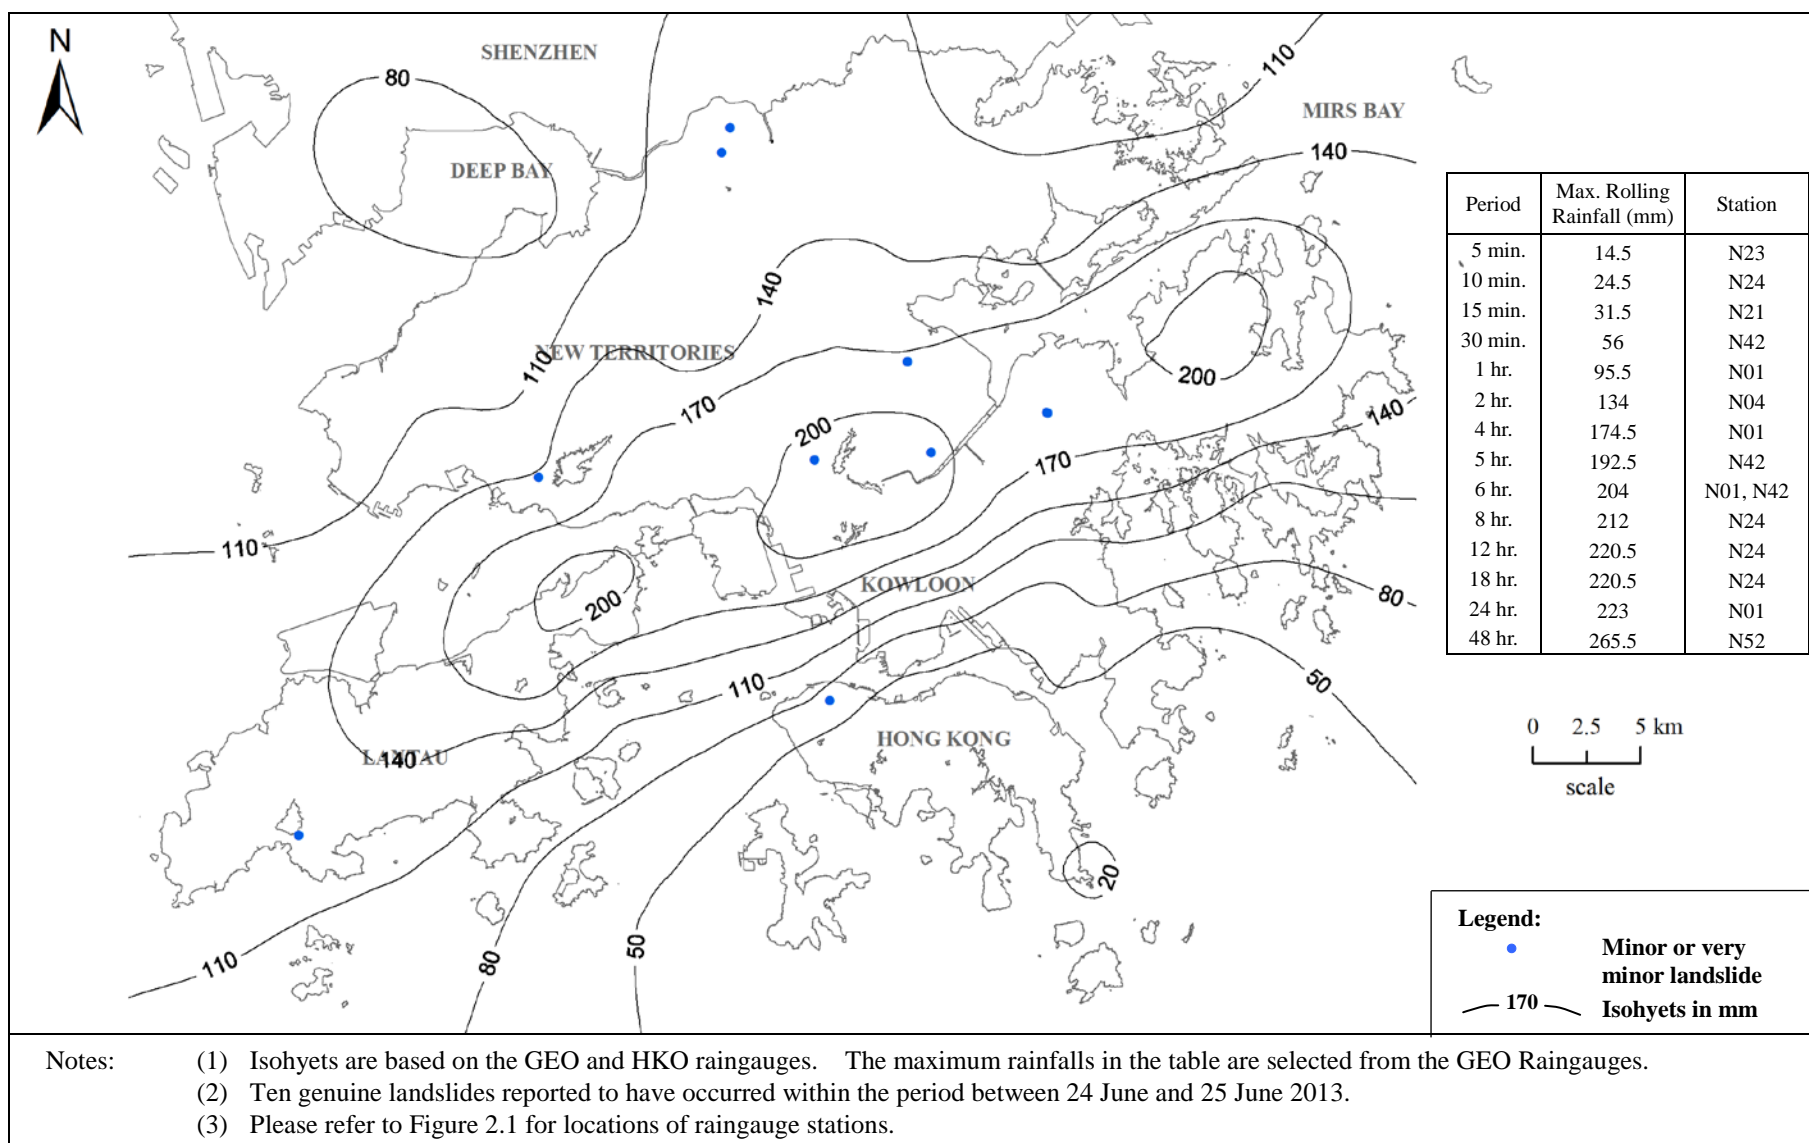 N
SHENZHEN
80
110
MIRS BAY
DEEP BAY
140
140
NEW TERRITORIES
110
200
170
200
140
170
110
200
KOWLOON
80
110
50
HONG KONG
LANTAU
140
20
110
80
50
Period Max. Rolling Rainfall (mm) Station
5 min. 14.5 N23
10 min. 24.5 N24
15 min. 31.5 N21
30 min. 56 N42
1 hr. 95.5 N01
2 hr. 134 N04
4 hr. 174.5 N01
5 hr. 192.5 N42
6 hr. 204 N01, N42
8 hr. 212 N24
12 hr. 220.5 N24
18 hr. 220.5 N24
24 hr. 223 N01
48 hr. 265.5 N52
0 2.5 5 km
scale
Legend:
Minor or very
minor landslide
170 Isohyets in mm
Notes: (1) Isohyets are based on the GEO and HKO raingauges. The maximum rainfalls in the table are selected from the GEO Raingauges.
(2) Ten genuine landslides reported to have occurred within the period between 24 June and 25 June 2013.
(3) Please refer to Figure 2.1 for locations of raingauge stations.